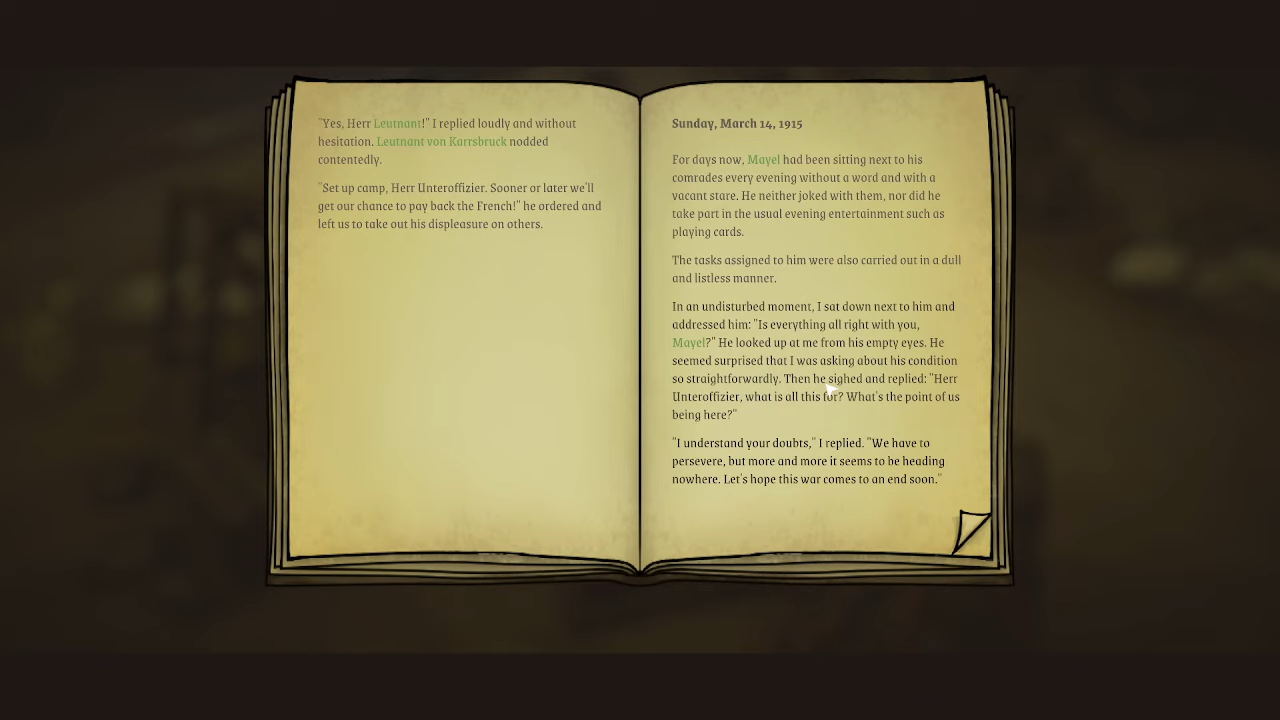 "Yes, Herr Leutnant!" I replied loudly and without
hesitation. Leutnant von Karrsbruck nodded
contentedly.
"Set up camp, Herr Unteroffizier. Sooner or later we'll
get our chance to pay back the French!" he ordered and
left us to take out his displeasure on others.
Sunday, March 14, 1915
For days now, Mayel had been sitting next to his
comrades every evening without a word and with a
vacant stare. He neither joked with them, nor did he
take part in the usual evening entertainment such as
playing cards.
The tasks assigned to him were also carried out in a dull
and listless manner.
In an undisturbed moment, I sat down next to him and
addressed him: "Is everything all right with you,
Mayel?" He looked up at me from his empty eyes. He
seemed surprised that I was asking about his condition
so straightforwardly. Then he sighed and replied: "Herr
Unteroffizier, what is all this for? What's the point of us
being here?"
"I understand your doubts," I replied. "We have to
persevere, but more and more it seems to be heading
nowhere. Let's hope this war comes to an end soon."